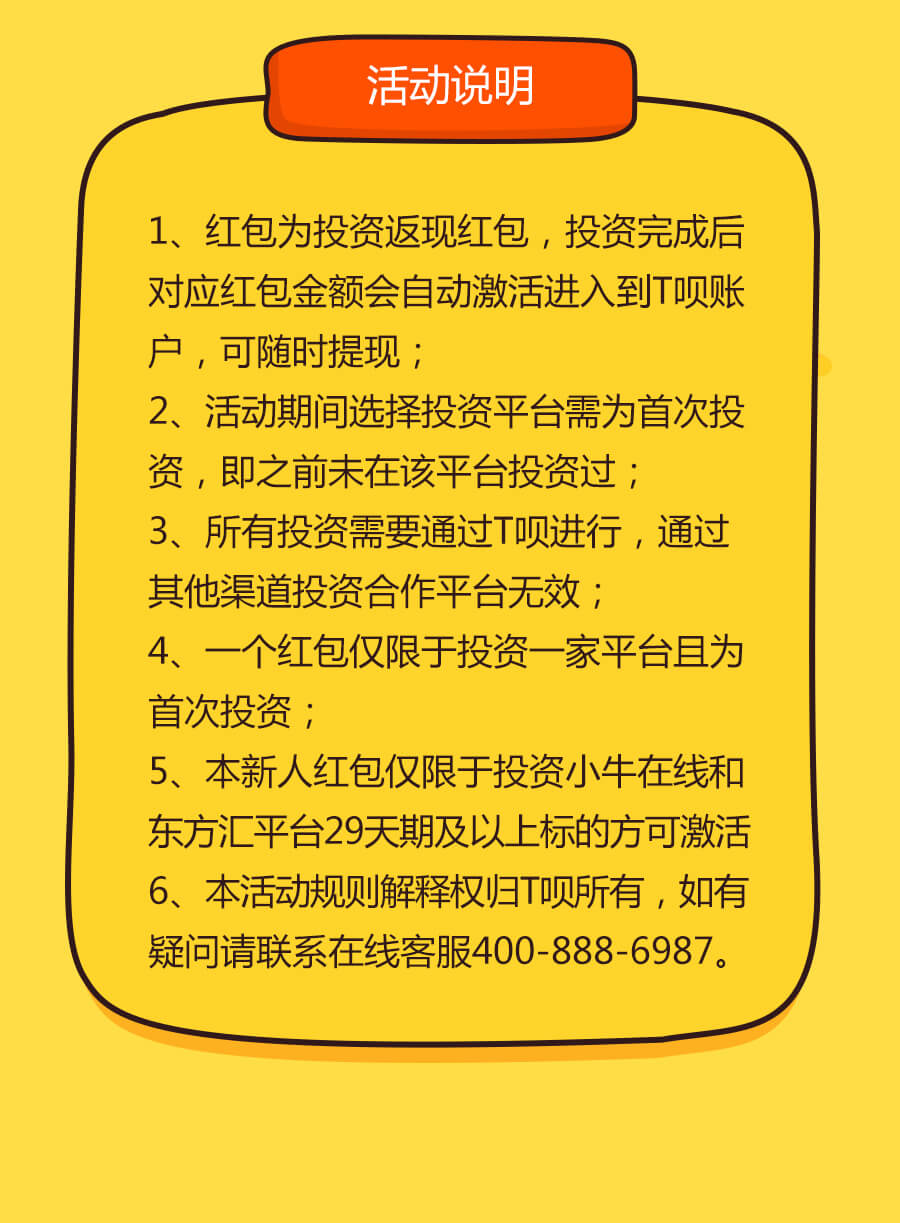 活动说明
1、红包为投资返现红包，投资完成后
对应红包金额会自动激活进入到T呗账
户，可随时提现；
2、活动期间选择投资平台需为首次投
资，即之前未在该平台投资过；
3、所有投资需要通过T呗进行，通过
其他渠道投资合作平台无效；
4、一个红包仅限于投资一家平台且为
首次投资；
5、本新人红包仅限于投资小牛在线和
东方汇平台29天期及以上标的方可激活
6、本活动规则解释权归T呗所有，如有
疑问请联系在线客服400-888-6987。